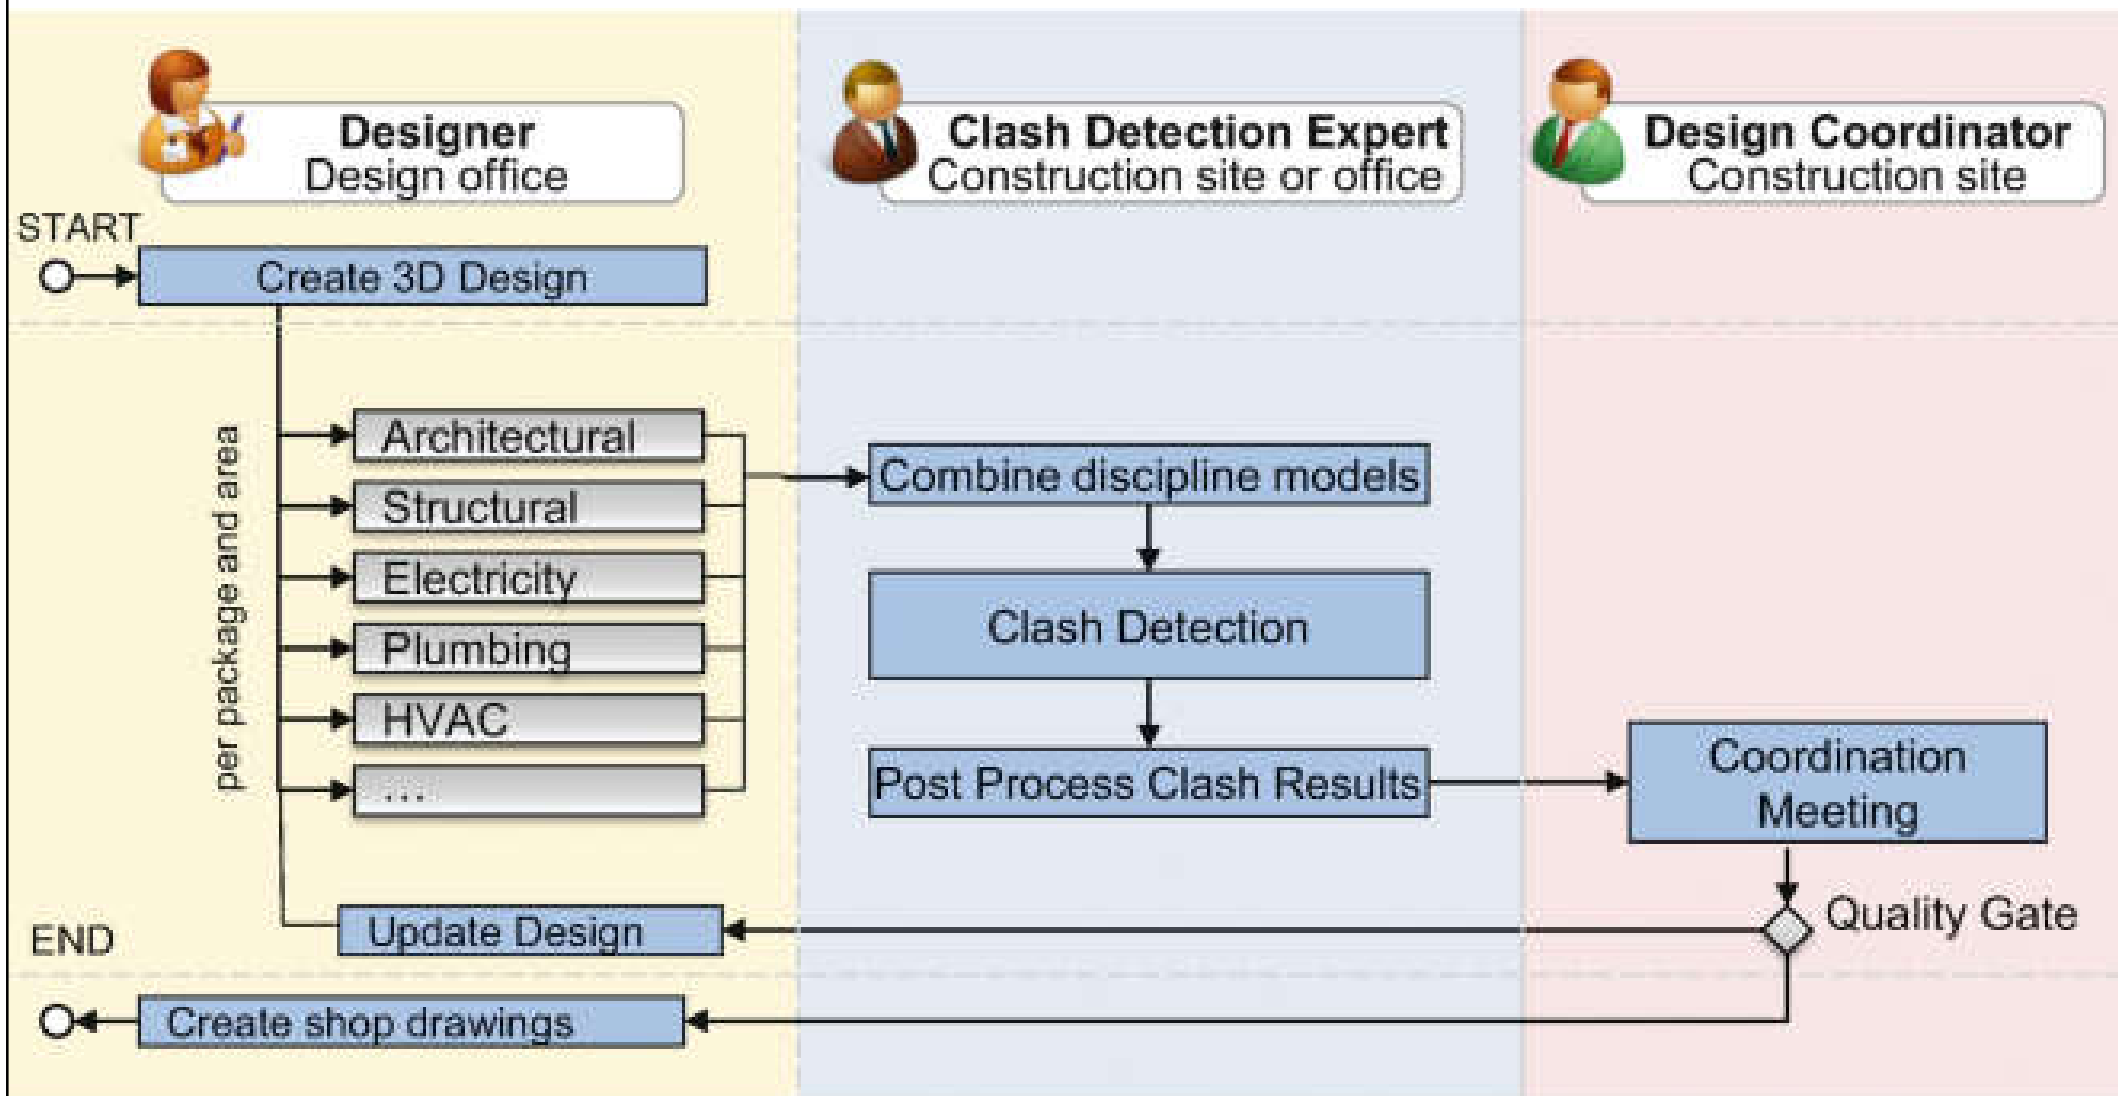 Designer
Design office
Clash Detection Expert
Construction site or office
Design Coordinator
Construction site
START
Create 3D Design
per package and area
Architectural
Structural
Electricity
Plumbing
HVAC
...
Combine discipline models
Clash Detection
Post Process Clash Results
Coordination
Meeting
Quality Gate
Update Design
END
Create shop drawings